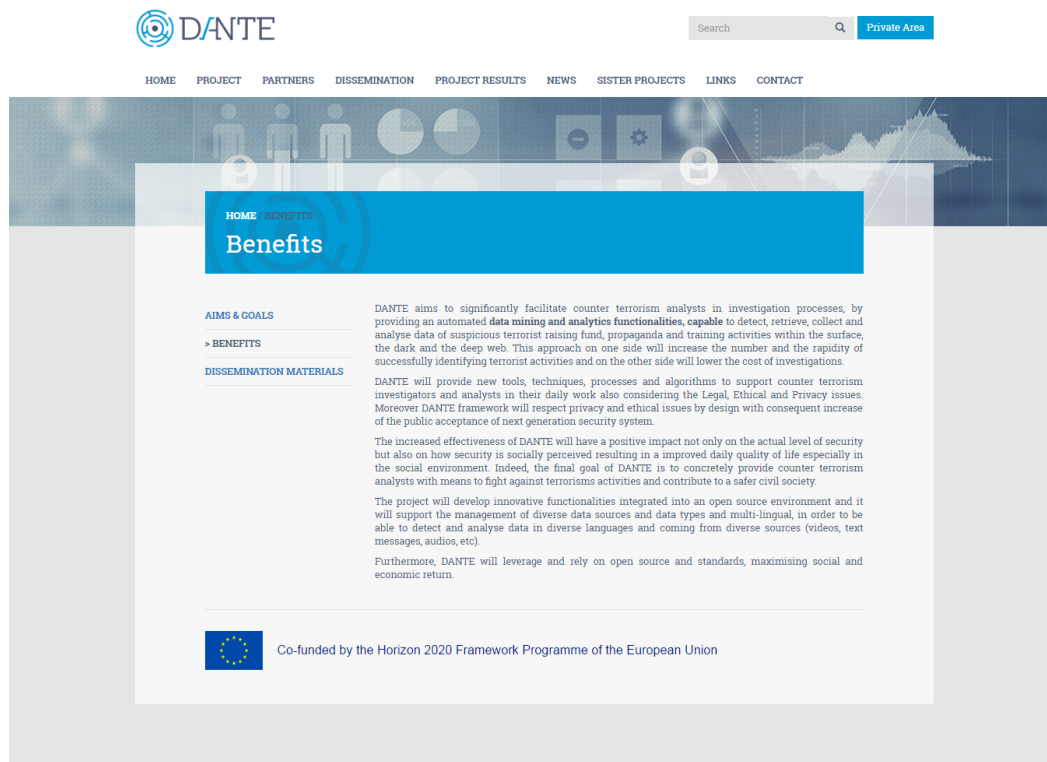 DANTE
Search
Private Area
HOME PROJECT PARTNERS DISSEMINATION PROJECT RESULTS NEWS SISTER PROJECTS LINKS CONTACT
HOME / BENEFITS
Benefits
AIMS & GOALS
> BENEFITS
DISSEMINATION MATERIALS
DANTE aims to significantly facilitate counter terrorism analysts in investigation processes, by
providing an automated data mining and analytics functionalities, capable to detect, retrieve, collect and
analyse data of suspicious terrorist raising fund, propaganda and training activities within the surface,
the dark and the deep web. This approach on one side will increase the number and the rapidity of
successfully identifying terrorist activities and on the other side will lower the cost of investigations.
DANTE will provide new tools, techniques, processes and algorithms to support counter terrorism
investigators and analysts in their daily work also considering the Legal, Ethical and Privacy issues.
Moreover DANTE framework will respect privacy and ethical issues by design with consequent increase
of the public acceptance of next generation security system.
The increased effectiveness of DANTE will have a positive impact not only on the actual level of security
but also on how security is socially perceived resulting in a improved daily quality of life especially in
the social environment. Indeed, the final goal of DANTE is to concretely provide counter terrorism
analysts with means to fight against terrorisms activities and contribute to a safer civil society.
The project will develop innovative functionalities integrated into an open source environment and it
will support the management of diverse data sources and data types and multi-lingual, in order to be
able to detect and analyse data in diverse languages and coming from diverse sources (videos, text
messages, audios, etc).
Furthermore, DANTE will leverage and rely on open source and standards, maximising social and
economic return.
Co-funded by the Horizon 2020 Framework Programme of the European Union